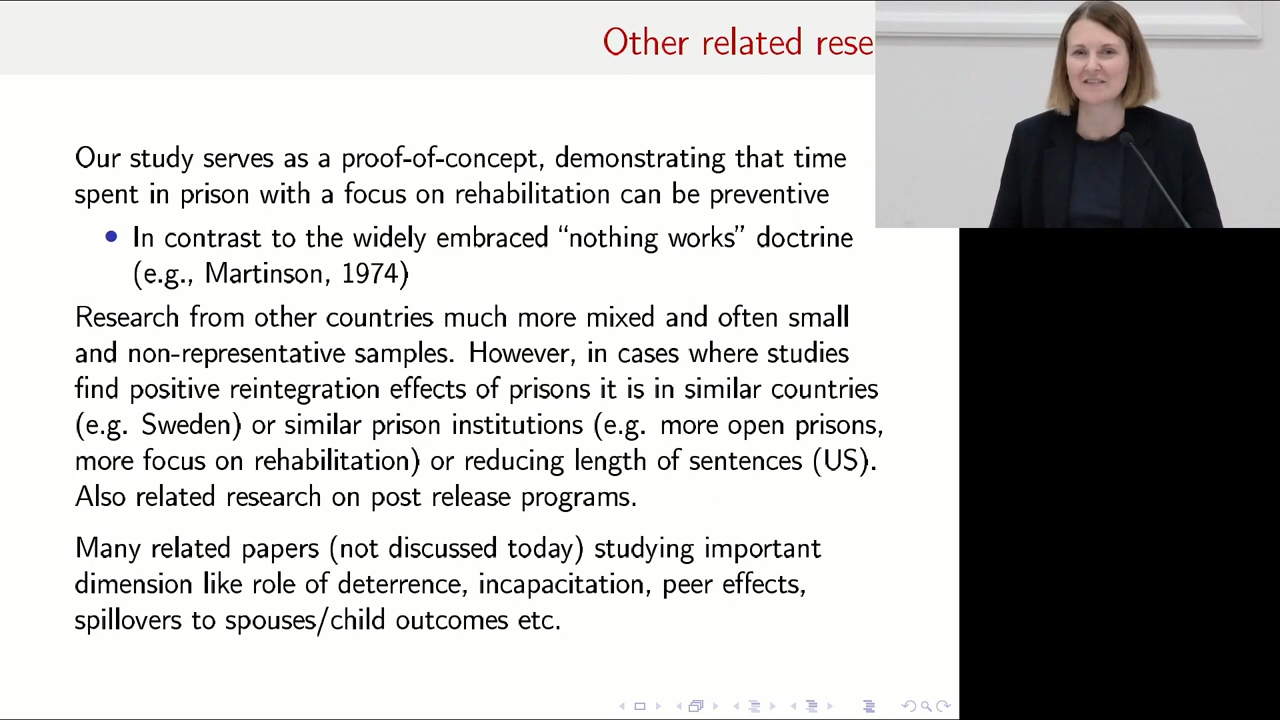 Other related rese
Our study serves as a proof-of-concept, demonstrating that time
spent in prison with a focus on rehabilitation can be preventive
• In contrast to the widely embraced “nothing works” doctrine
(e.g., Martinson, 1974)
Research from other countries much more mixed and often small
and non-representative samples. However, in cases where studies
find positive reintegration effects of prisons it is in similar countries
(e.g. Sweden) or similar prison institutions (e.g. more open prisons,
more focus on rehabilitation) or reducing length of sentences (US).
Also related research on post release programs.
Many related papers (not discussed today) studying important
dimension like role of deterrence, incapacitation, peer effects,
spillovers to spouses/child outcomes etc.